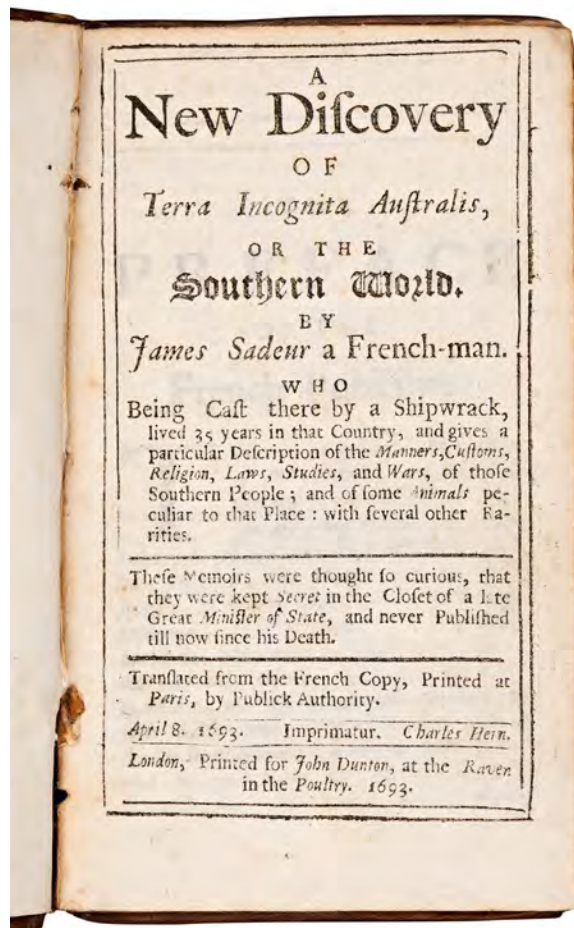 A
New Diſcovery
OF
Terra Incognita Auſtralis,
OR THE
Southern World.
BY
James Sadeur a French-man.
WHO
Being Caſt there by a Shipwrack,
lived 35 years in that Country, and gives a
particular Deſcription of the Manners, Cuſtoms,
Religion, Laws, Studies, and Wars, of thoſe
Southern People ; and of ſome Animals pe-
culiar to that Place : with ſeveral other Ra-
rities.
Theſe Memoirs were thought ſo curious, that
they were kept Secret in the Cloſet of a late
Great Miniſter of State, and never Publiſhed
till now ſince his Death.
Tranſlated from the French Copy, Printed at
Paris, by Publick Authority.
April 8. 1693. Imprimatur. Charles Hern.
London, Printed for John Dunton, at the Raven
in the Poultry. 1693.